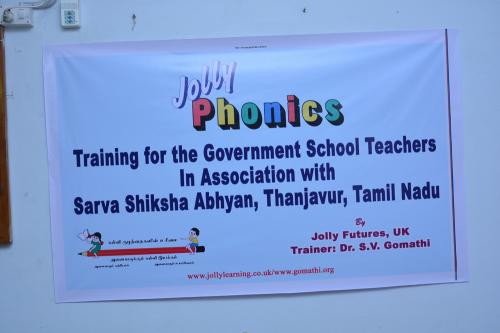 Jolly
Phonics
Training for the Government School Teachers
In Association with
Sarva Shiksha Abhyan, Thanjavur, Tamil Nadu
By
Jolly Futures, UK
Trainer: Dr. S.V. Gomathi
www.jollylearning.co.uk/www.gomathi.org